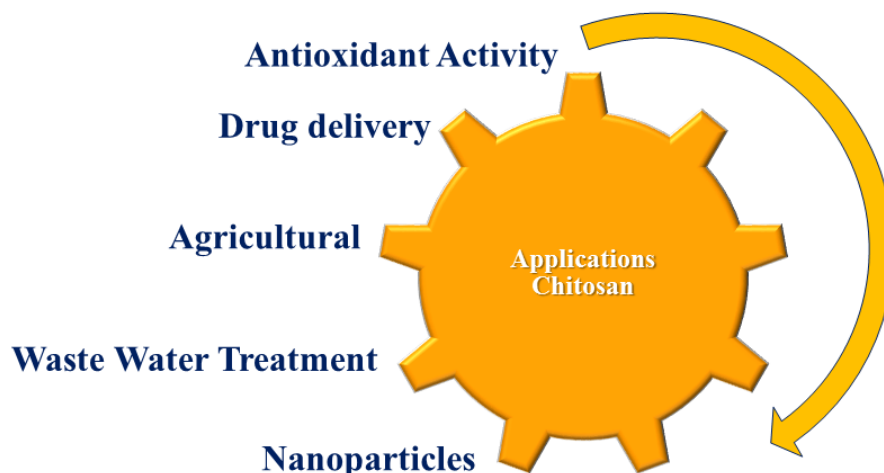 Antioxidant Activity
Drug delivery
Agricultural
Applications
Chitosan
Waste Water Treatment
Nanoparticles